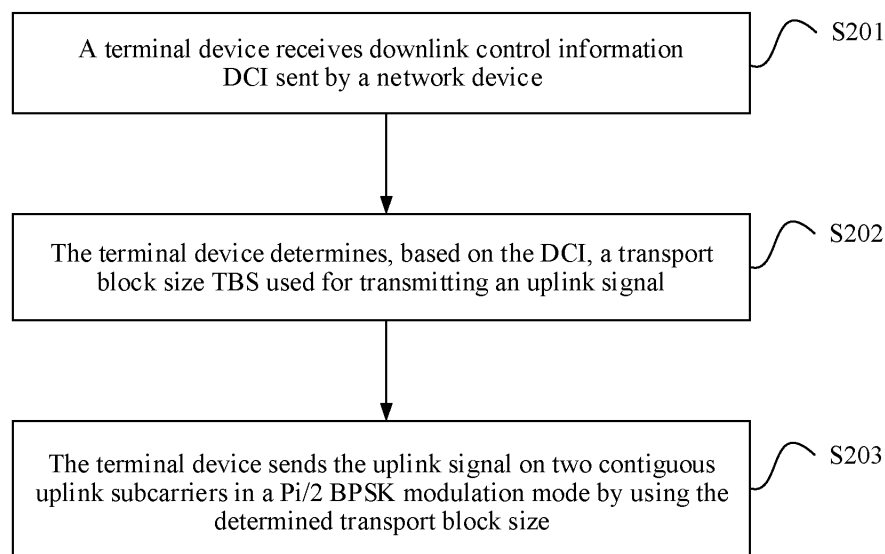 S201
A terminal device receives downlink control information
DCI sent by a network device
S202
The terminal device determines, based on the DCI, a transport
block size TBS used for transmitting an uplink signal
S203
The terminal device sends the uplink signal on two contiguous
uplink subcarriers in a Pi/2 BPSK modulation mode by using the
determined transport block size